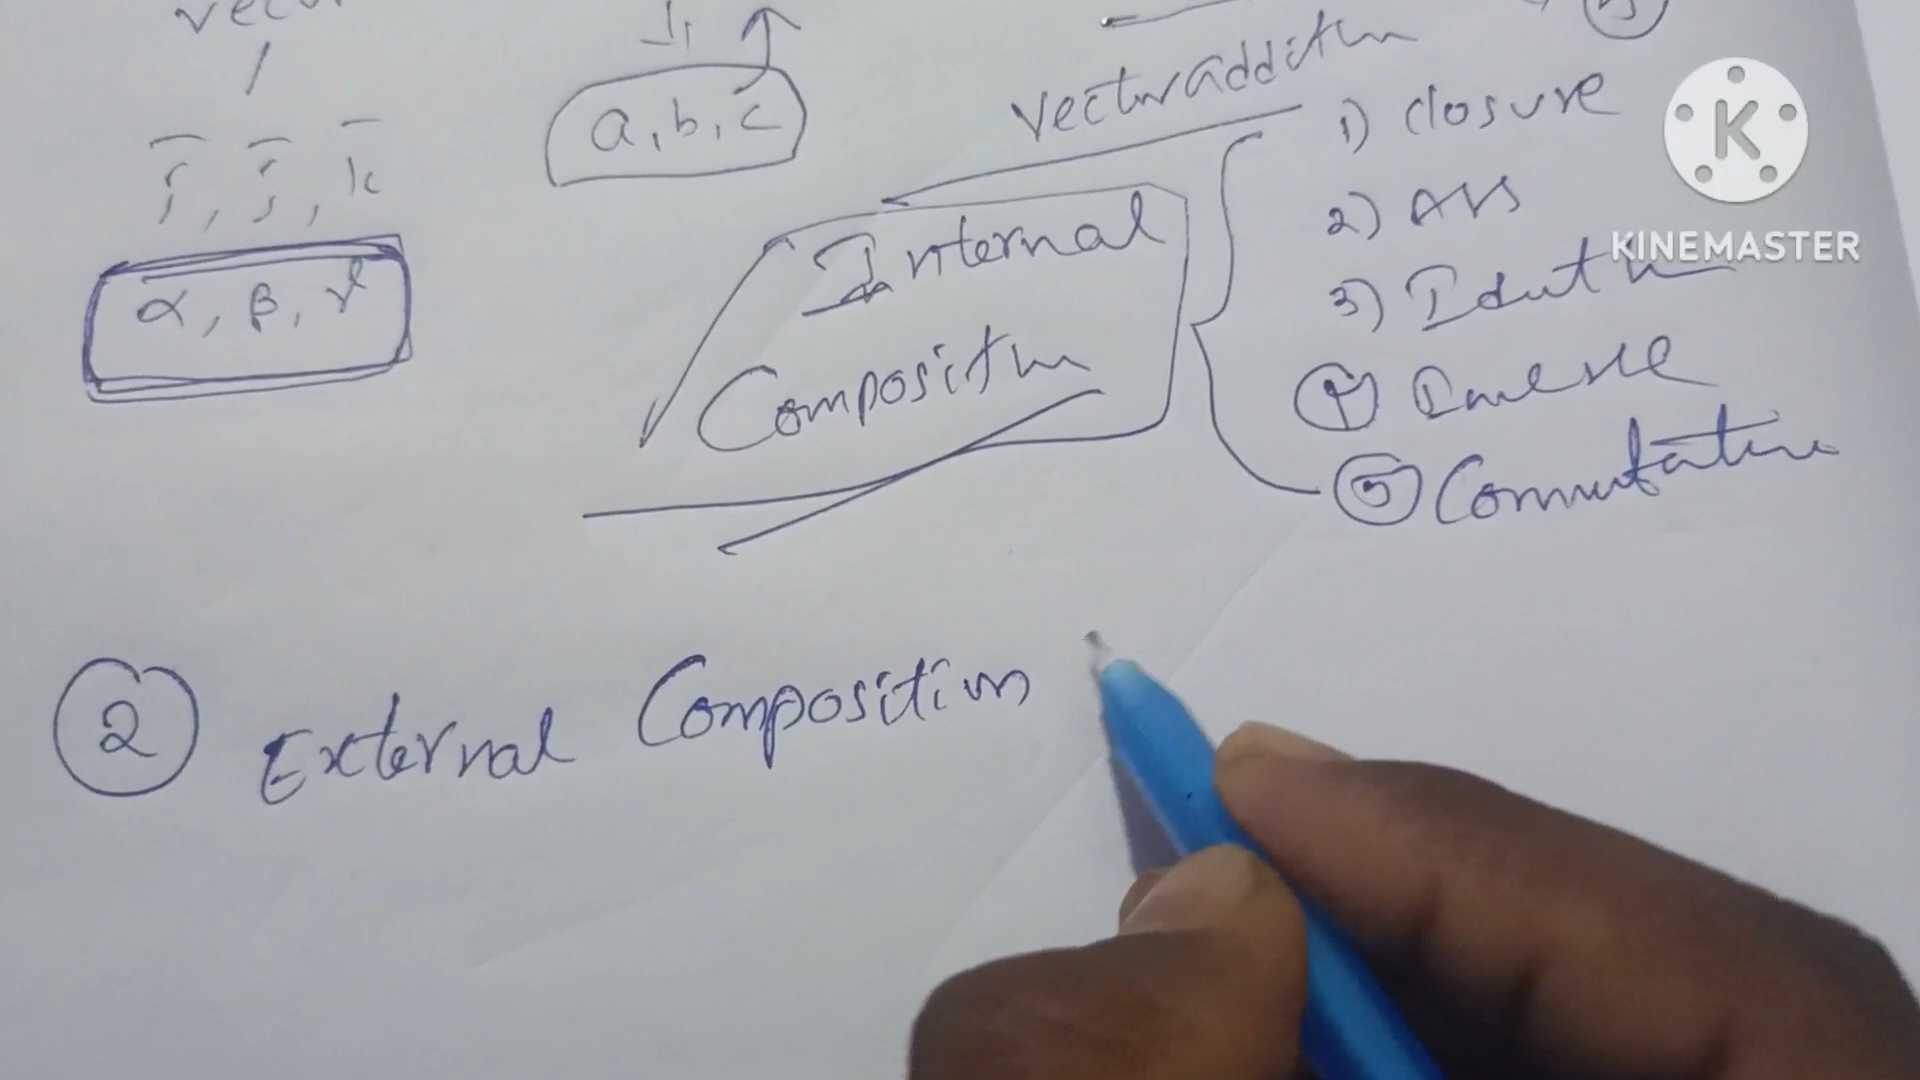 α, β, γ
a, b, c
vector addition
Internal
Composition
1) closure
2) Ass
3) Identity
4) Inverse
5 Commutative
2 External Composition
K
KINEMASTER